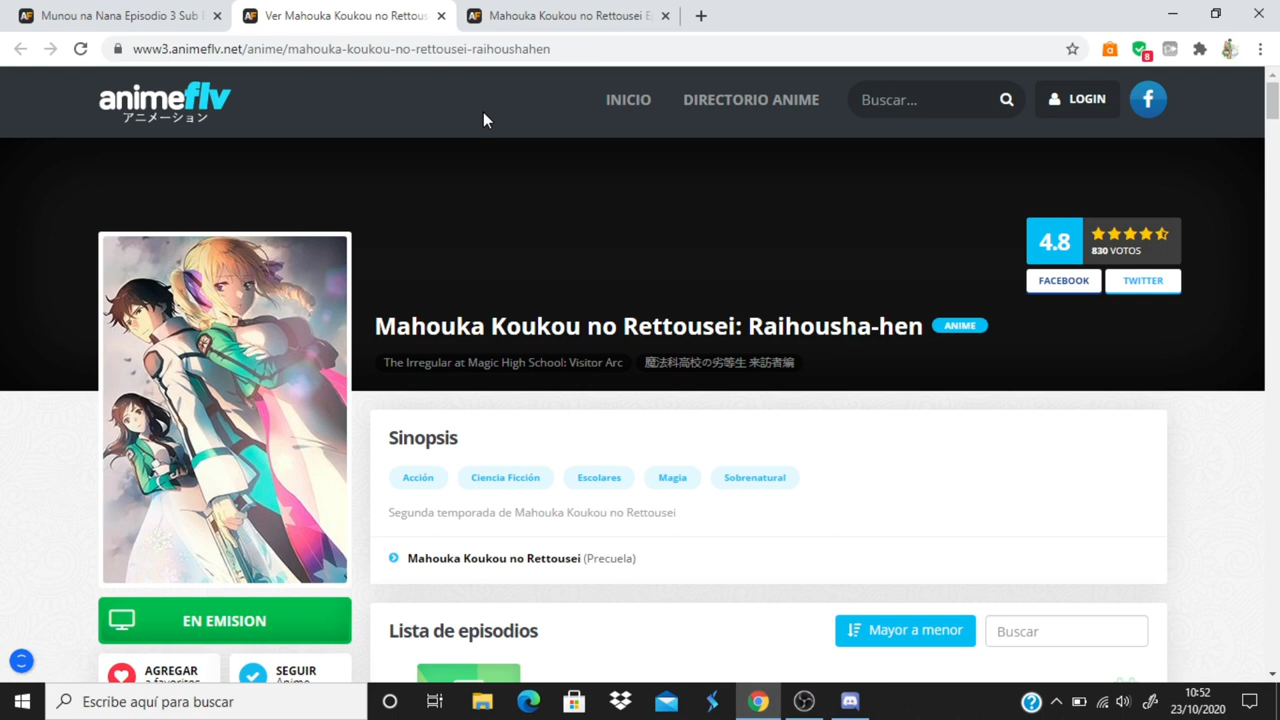 Munou na Nana Episodio 3 Sub
Ver Mahouka Koukou no Rettous
Mahouka Koukou no Rettousei E
www3.animeflv.net/anime/mahouka-koukou-no-rettousei-raihoushahen
8
animeflv
アニメーション
INICIO
DIRECTORIO ANIME
Buscar...
LOGIN
4.8
830 VOTOS
FACEBOOK
TWITTER
Mahouka Koukou no Rettousei: Raihousha-hen
ANIME
The Irregular at Magic High School: Visitor Arc
魔法科高校の劣等生 来訪者編
Sinopsis
Acción
Ciencia Ficción
Escolares
Magia
Sobrenatural
Segunda temporada de Mahouka Koukou no Rettousei
Mahouka Koukou no Rettousei (Precuela)
EN EMISION
Lista de episodios
Mayor a menor
Buscar
AGREGAR
a favoritos
SEGUIR
Anime
Escribe aquí para buscar
10:52
23/10/2020